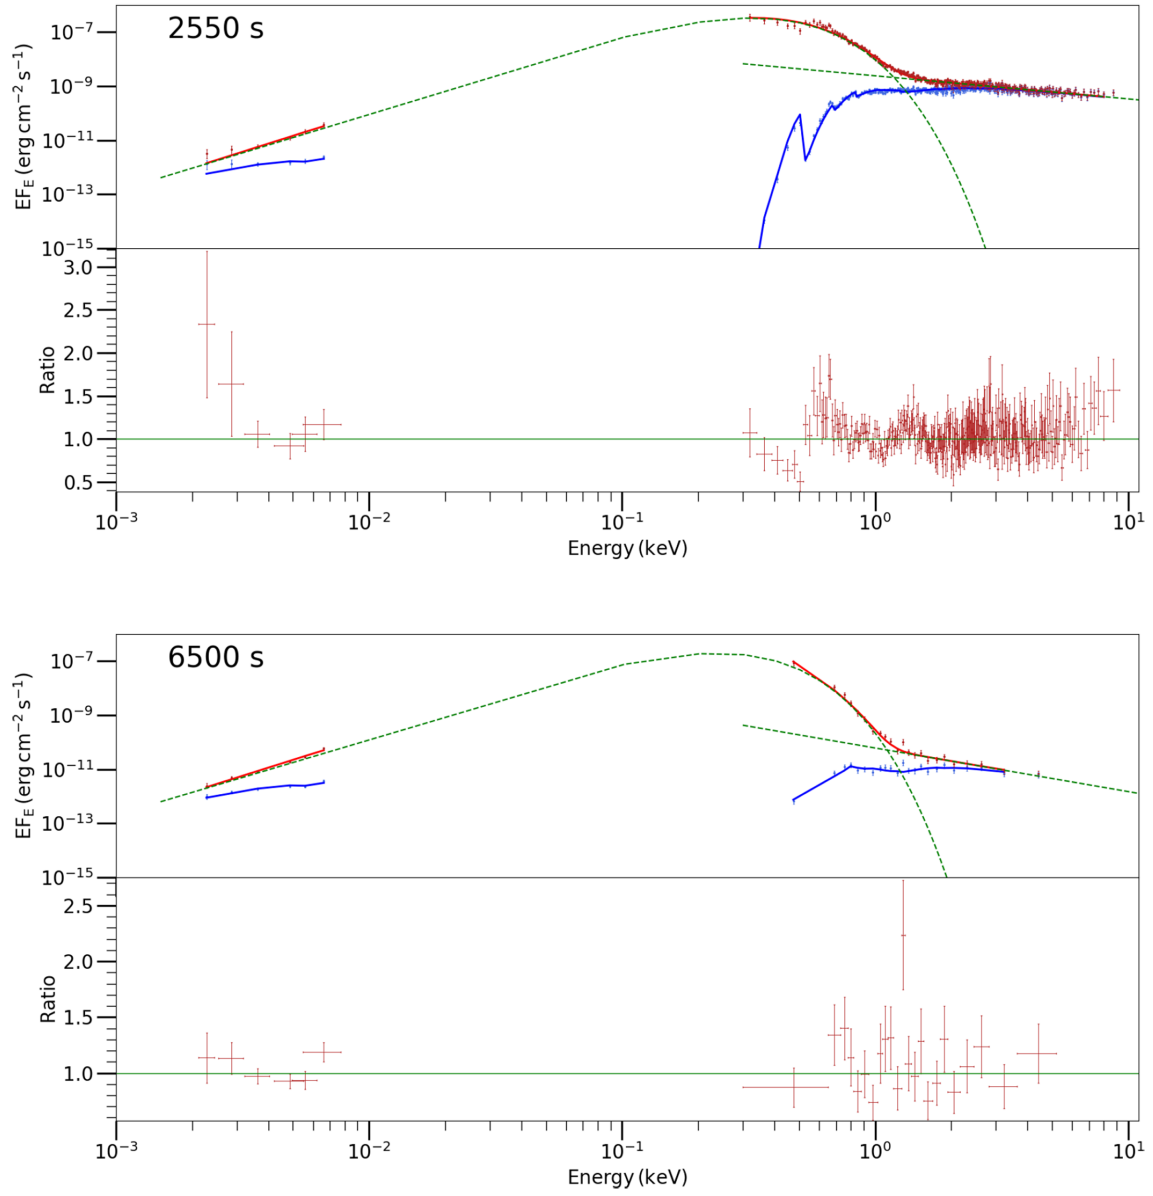 2550 s
EF_E (erg cm⁻² s⁻¹)
10⁻⁷
10⁻⁹
10⁻¹¹
10⁻¹³
10⁻¹⁵
Ratio
3.0
2.5
2.0
1.5
1.0
0.5
10⁻³ 10⁻² 10⁻¹ 10⁰ 10¹
Energy (keV)
6500 s
EF_E (erg cm⁻² s⁻¹)
10⁻⁷
10⁻⁹
10⁻¹¹
10⁻¹³
10⁻¹⁵
Ratio
2.5
2.0
1.5
1.0
10⁻³ 10⁻² 10⁻¹ 10⁰ 10¹
Energy (keV)